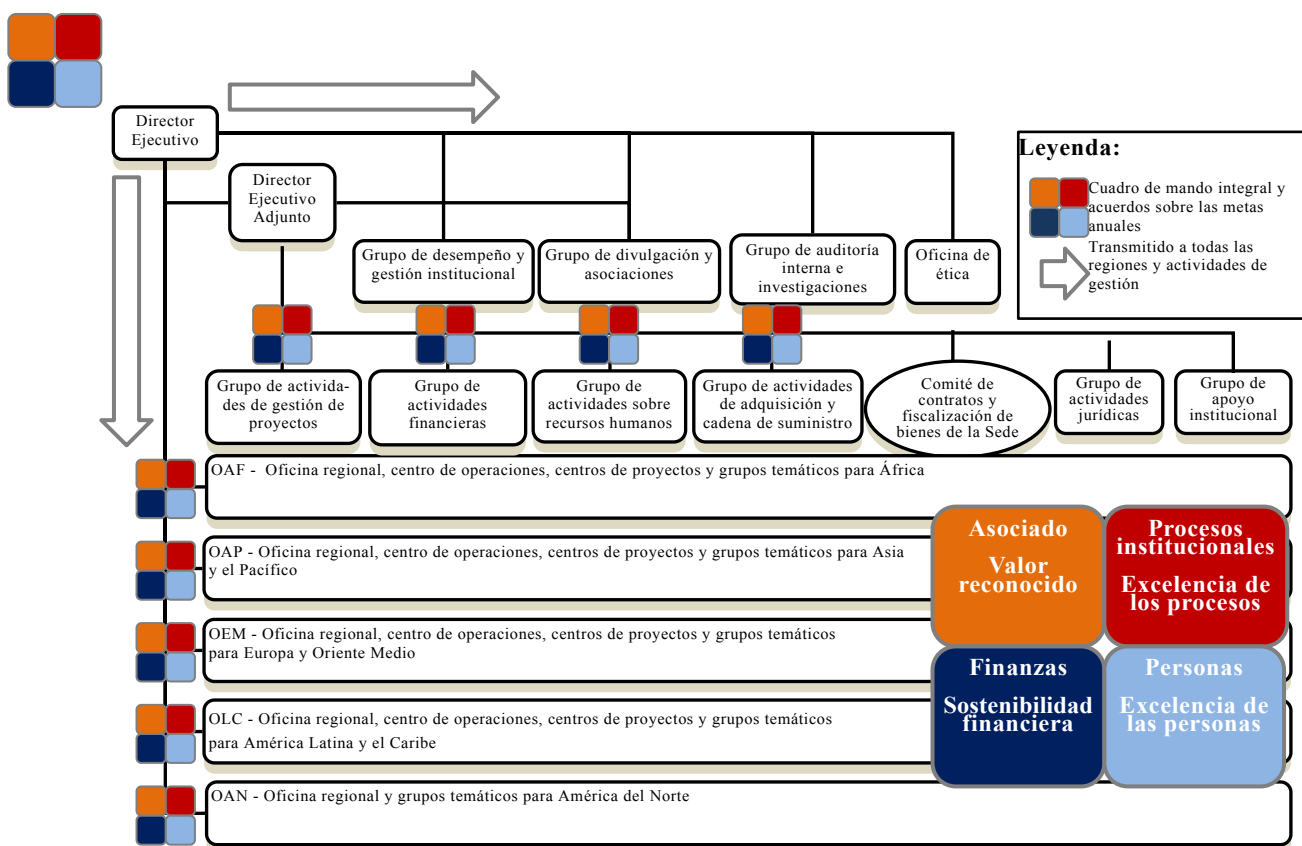 Director
Ejecutivo
Director
Ejecutivo
Adjunto
Grupo de desempeño y
gestión institucional
Grupo de divulgación y
asociaciones
Grupo de auditoría
interna e
investigaciones
Oficina de
ética
Leyenda:
Cuadro de mando integral y
acuerdos sobre las metas
anuales
Transmitido a todas las
regiones y actividades de
gestión
Grupo de activida-
des de gestión de
proyectos
Grupo de
actividades
financieras
Grupo de
actividades sobre
recursos humanos
Grupo de actividades
de adquisición y
cadena de suministro
Comité de
contratos y
fiscalización de
bienes de la Sede
Grupo de
actividades
jurídicas
Grupo de
apoyo
institucional
OAF - Oficina regional, centro de operaciones, centros de proyectos y grupos temáticos para África
OAP - Oficina regional, centro de operaciones, centros de proyectos y grupos temáticos para Asia
y el Pacífico
OEM - Oficina regional, centro de operaciones, centros de proyectos y grupos temáticos
para Europa y Oriente Medio
OLC - Oficina regional, centro de operaciones, centros de proyectos y grupos temáticos
para América Latina y el Caribe
OAN - Oficina regional y grupos temáticos para América del Norte
Asociado
Valor
reconocido
Procesos
institucionales
Excelencia de
los procesos
Finanzas
Sostenibilidad
financiera
Personas
Excelencia de
las personas